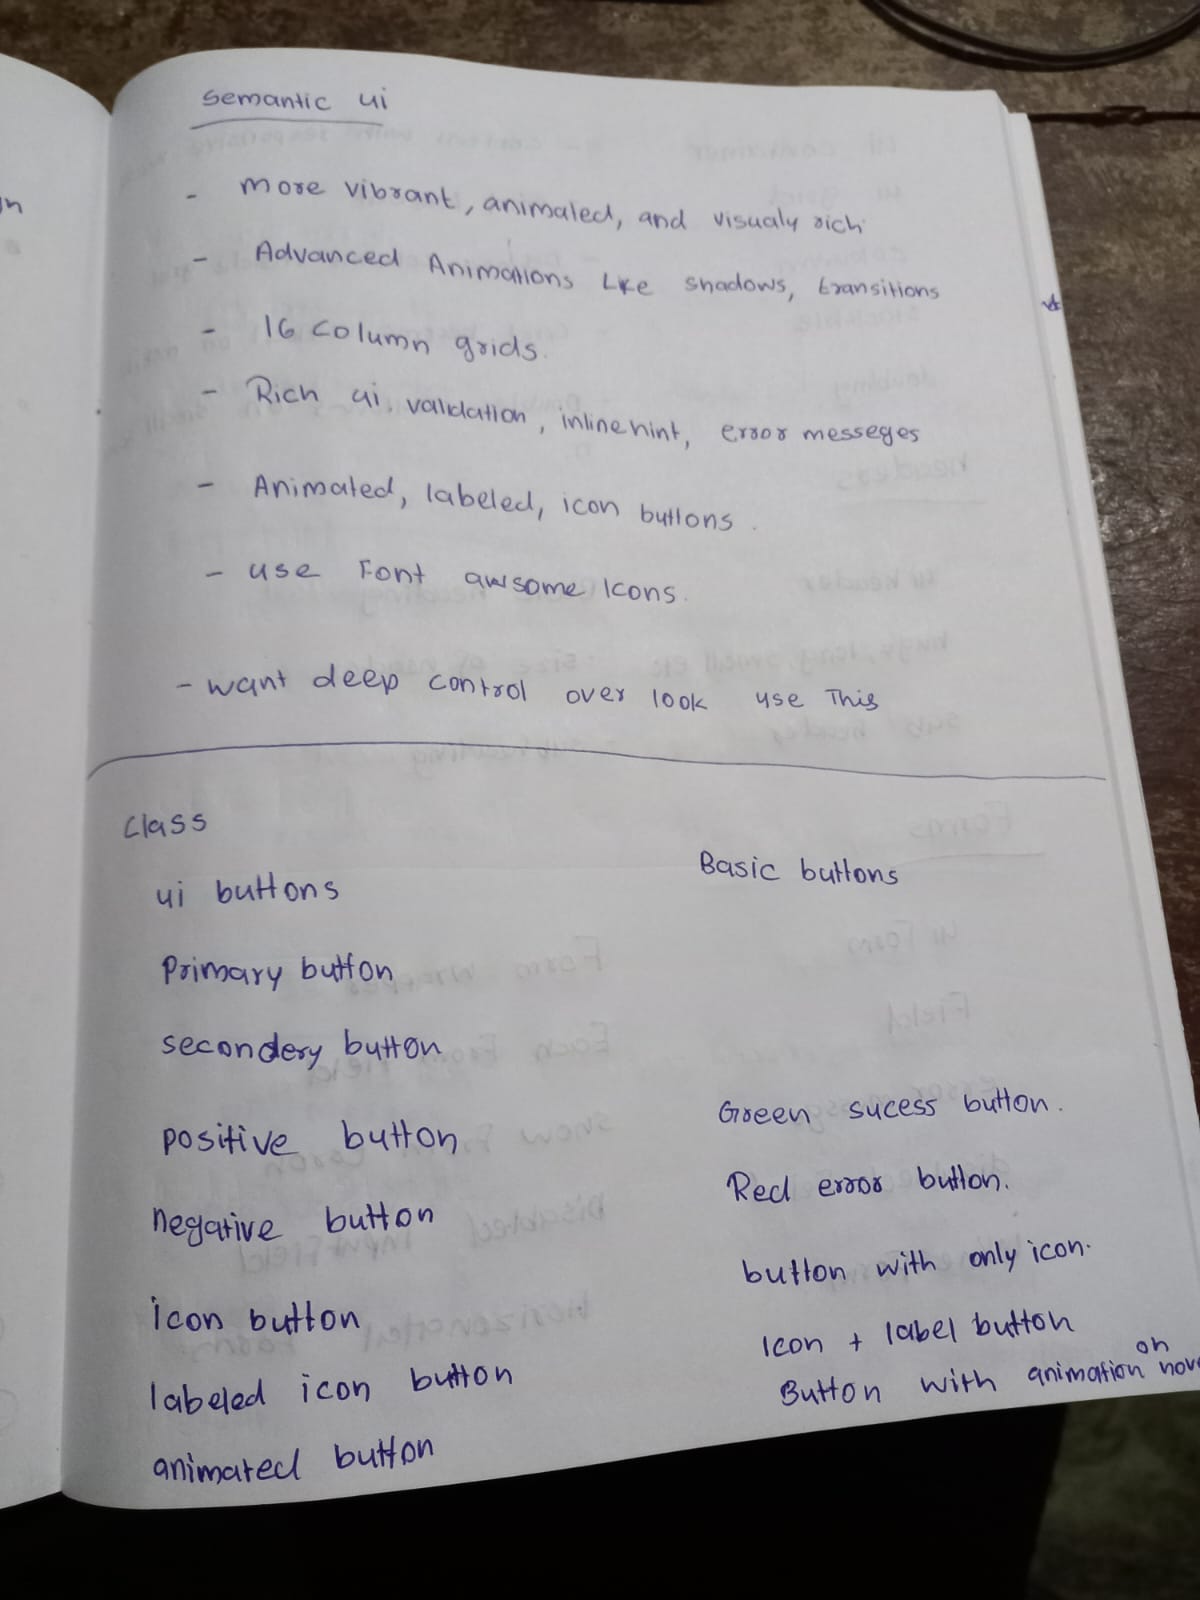 Semantic ui
- more vibrant, animated, and visualy rich
- Advanced Animations Like shadows, transitions
- 16 column grids.
- Rich ui, validation, inline hint, error messeges
- Animated, labeled, icon buttons.
- use Font awsome Icons.
- want deep control over look use This
Class
ui buttons Basic buttons
Primary button
secondery button
positive button Green sucess button.
negative button Red error button.
icon button button with only icon.
labeled icon button Icon + label button
animated button Button with animation on